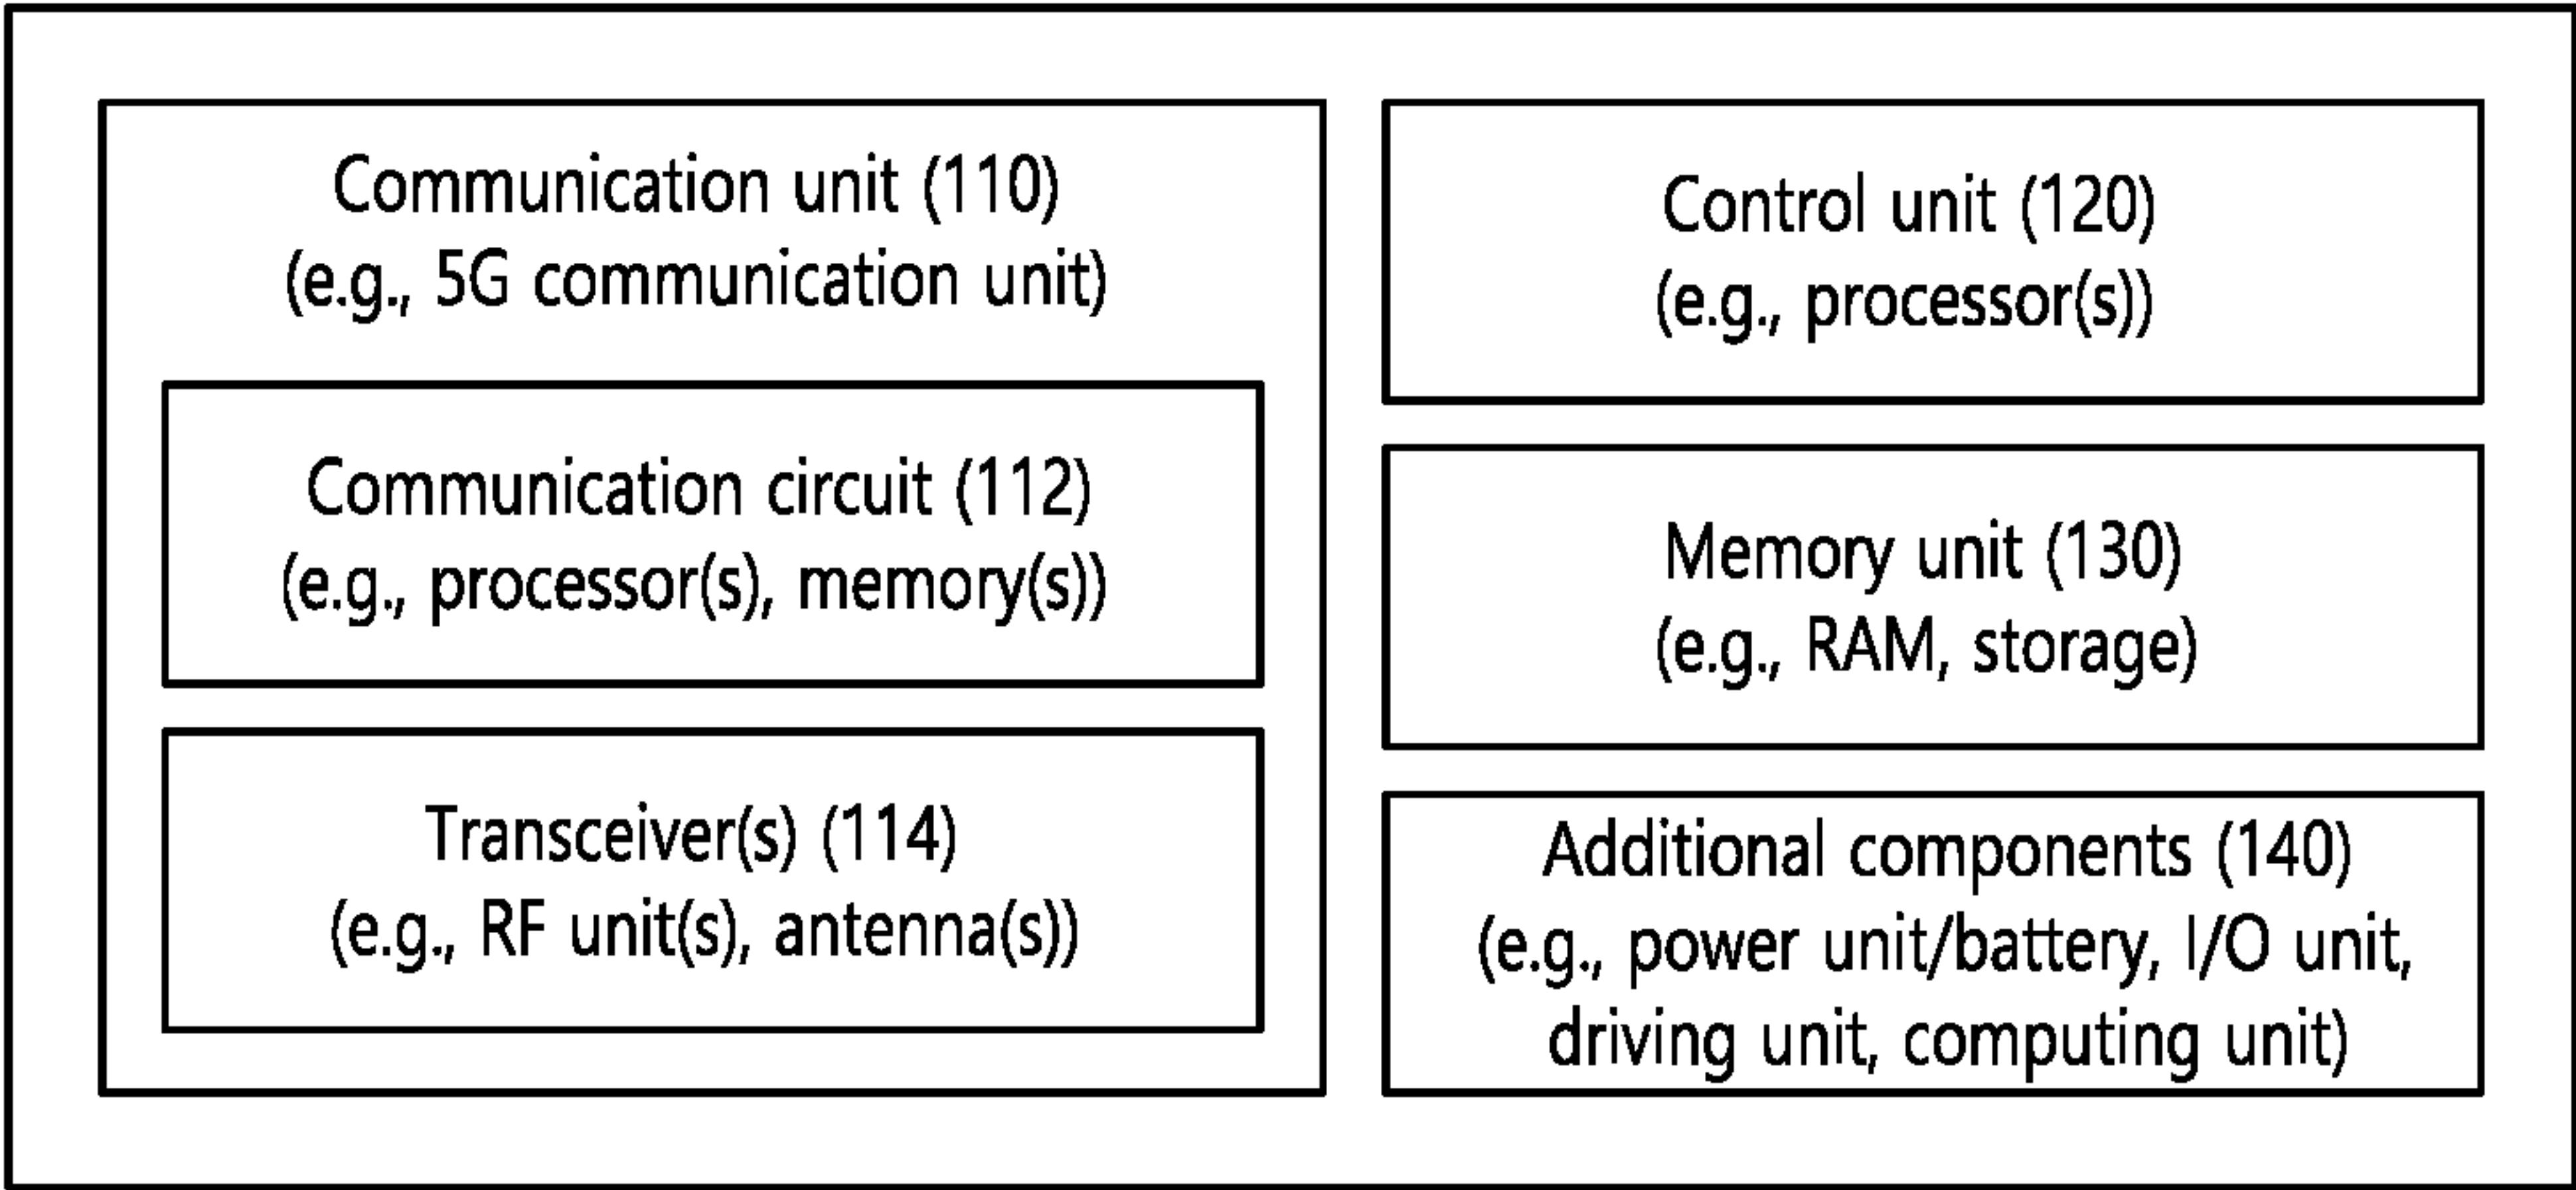 Communication unit (110)
(e.g., 5G communication unit)
Communication circuit (112)
(e.g., processor(s), memory(s))
Transceiver(s) (114)
(e.g., RF unit(s), antenna(s))
Control unit (120)
(e.g., processor(s))
Memory unit (130)
(e.g., RAM, storage)
Additional components (140)
(e.g., power unit/battery, I/O unit,
driving unit, computing unit)